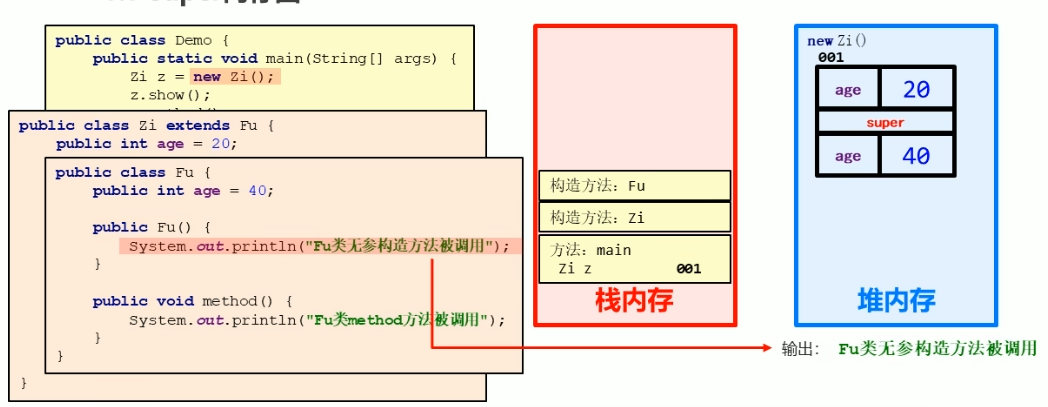 public class Demo {
public static void main(String[] args) {
Zi z = new Zi();
z.show();
public class Zi extends Fu {
public int age = 20;
public class Fu {
public int age = 40;
public Fu() {
System.out.println("Fu类无参构造方法被调用");
}
public void method() {
System.out.println("Fu类method方法被调用");
}
}
}
构造方法: Fu
构造方法: Zi
方法: main
Zi z 001
栈内存
new Zi()
001
age 20
super
age 40
堆内存
输出: Fu类无参构造方法被调用